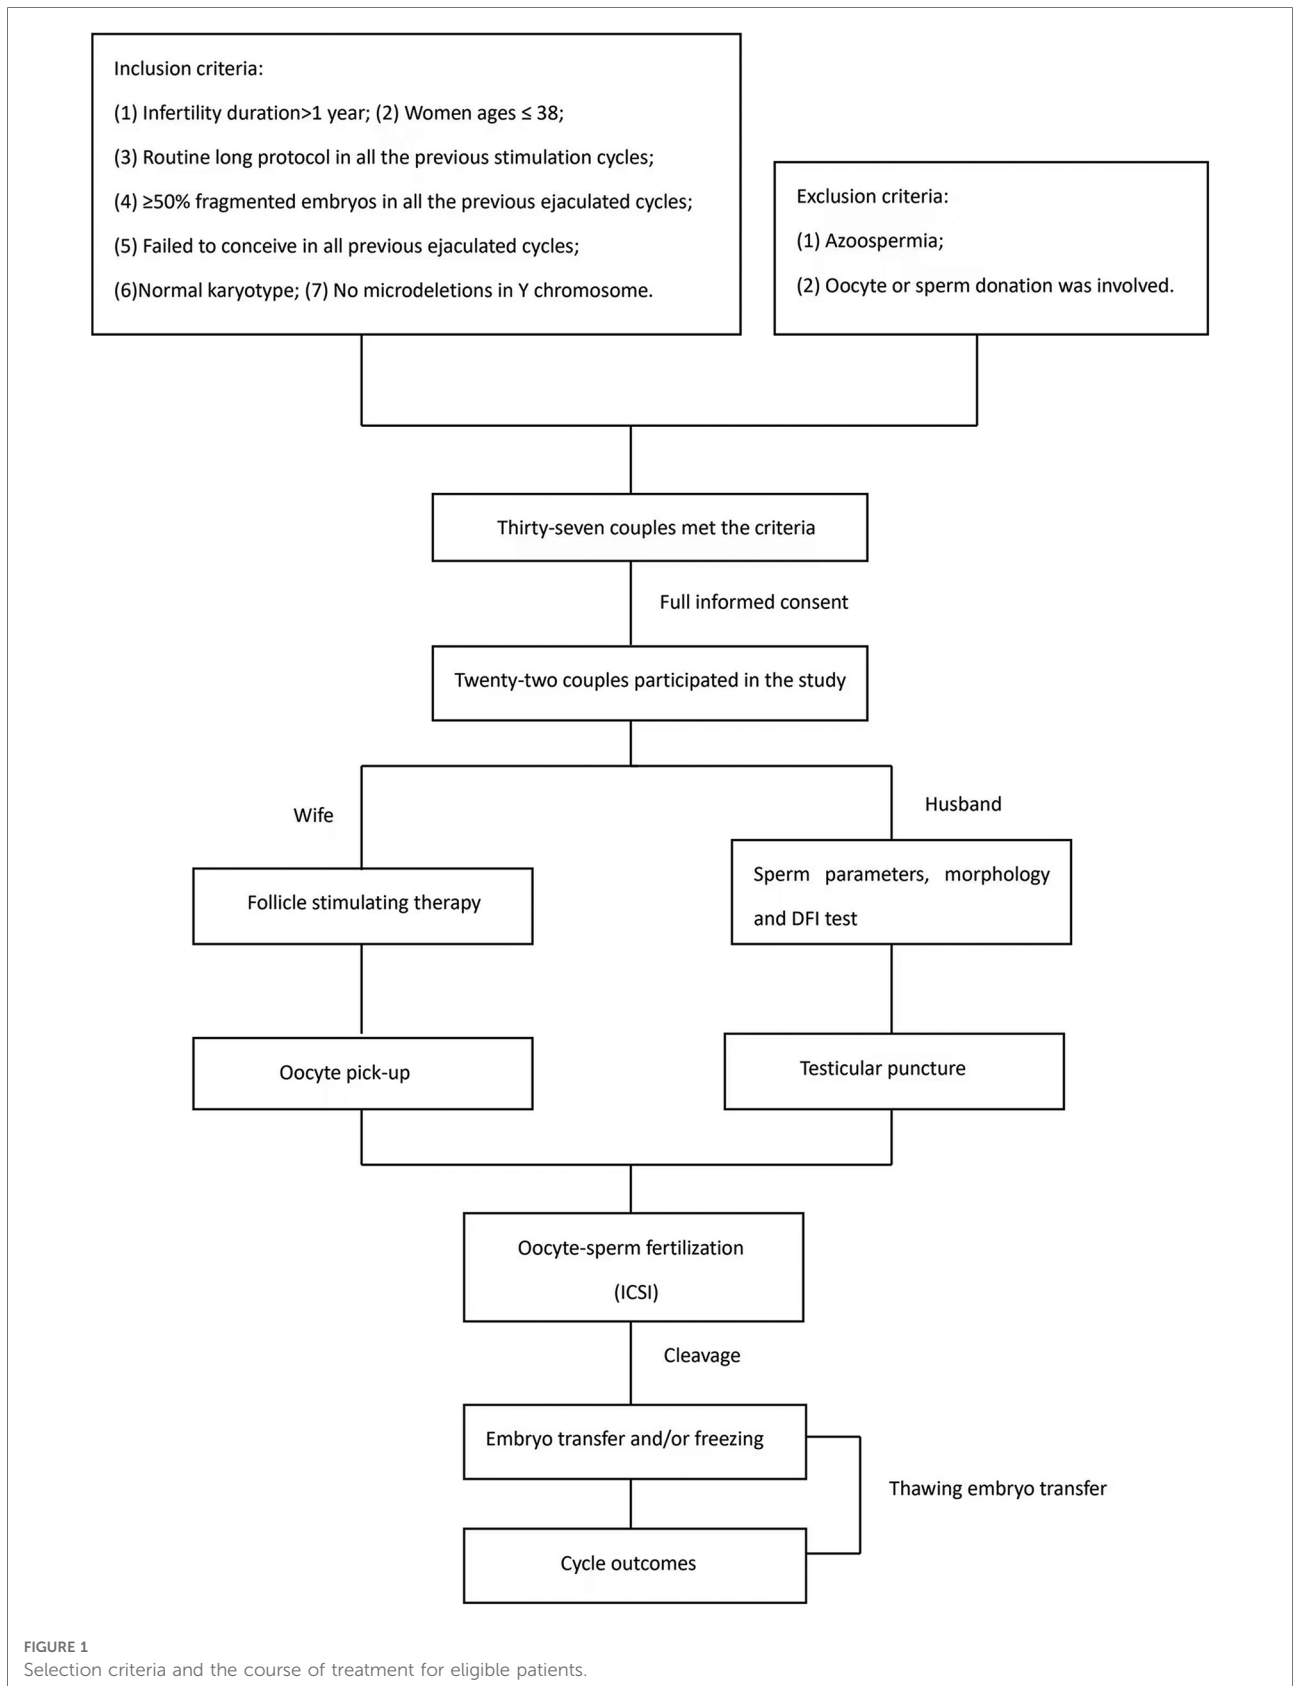 Inclusion criteria:
(1) Infertility duration>1 year; (2) Women ages ≤ 38;
(3) Routine long protocol in all the previous stimulation cycles;
(4) ≥50% fragmented embryos in all the previous ejaculated cycles;
(5) Failed to conceive in all previous ejaculated cycles;
(6)Normal karyotype; (7) No microdeletions in Y chromosome.
Exclusion criteria:
(1) Azoospermia;
(2) Oocyte or sperm donation was involved.
Thirty-seven couples met the criteria
Full informed consent
Twenty-two couples participated in the study
Wife
Husband
Follicle stimulating therapy
Sperm parameters, morphology
and DFI test
Oocyte pick-up
Testicular puncture
Oocyte-sperm fertilization
(ICSI)
Cleavage
Embryo transfer and/or freezing
Thawing embryo transfer
Cycle outcomes
FIGURE 1
Selection criteria and the course of treatment for eligible patients.